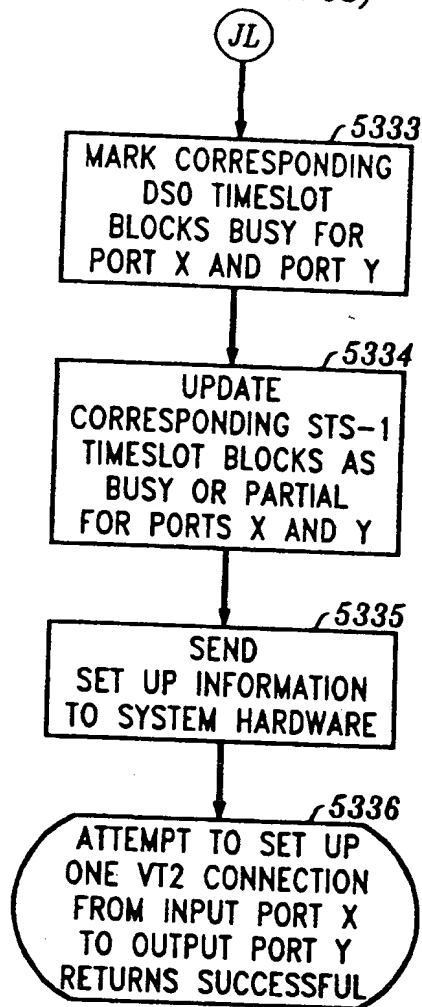 JL
5333
MARK CORRESPONDING
DSO TIMESLOT
BLOCKS BUSY FOR
PORT X AND PORT Y
5334
UPDATE
CORRESPONDING STS-1
TIMESLOT BLOCKS AS
BUSY OR PARTIAL
FOR PORTS X AND Y
5335
SEND
SET UP INFORMATION
TO SYSTEM HARDWARE
5336
ATTEMPT TO SET UP
ONE VT2 CONNECTION
FROM INPUT PORT X
TO OUTPUT PORT Y
RETURNS SUCCESSFUL